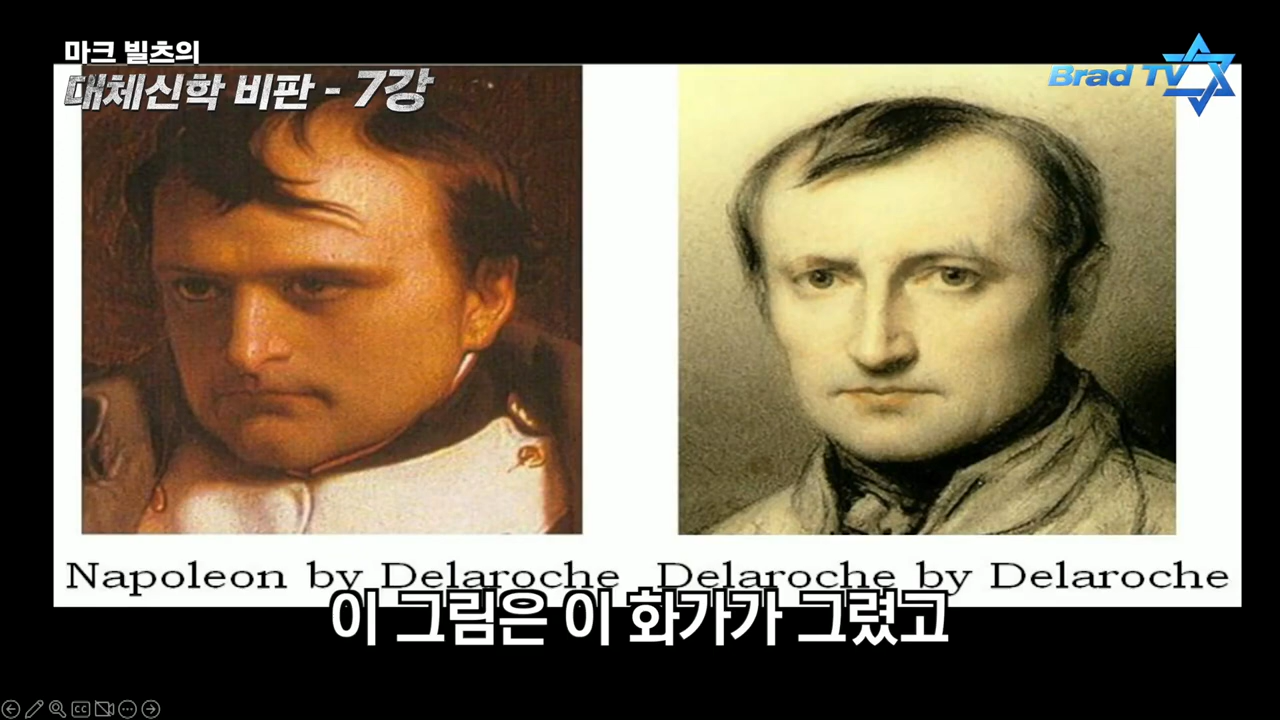 마크 빌츠의
대체신학 비판 - 7강
Brad TV
Napoleon by Delaroche
Delaroche by Delaroche
이 그림은 이 화가가 그렸고
CC